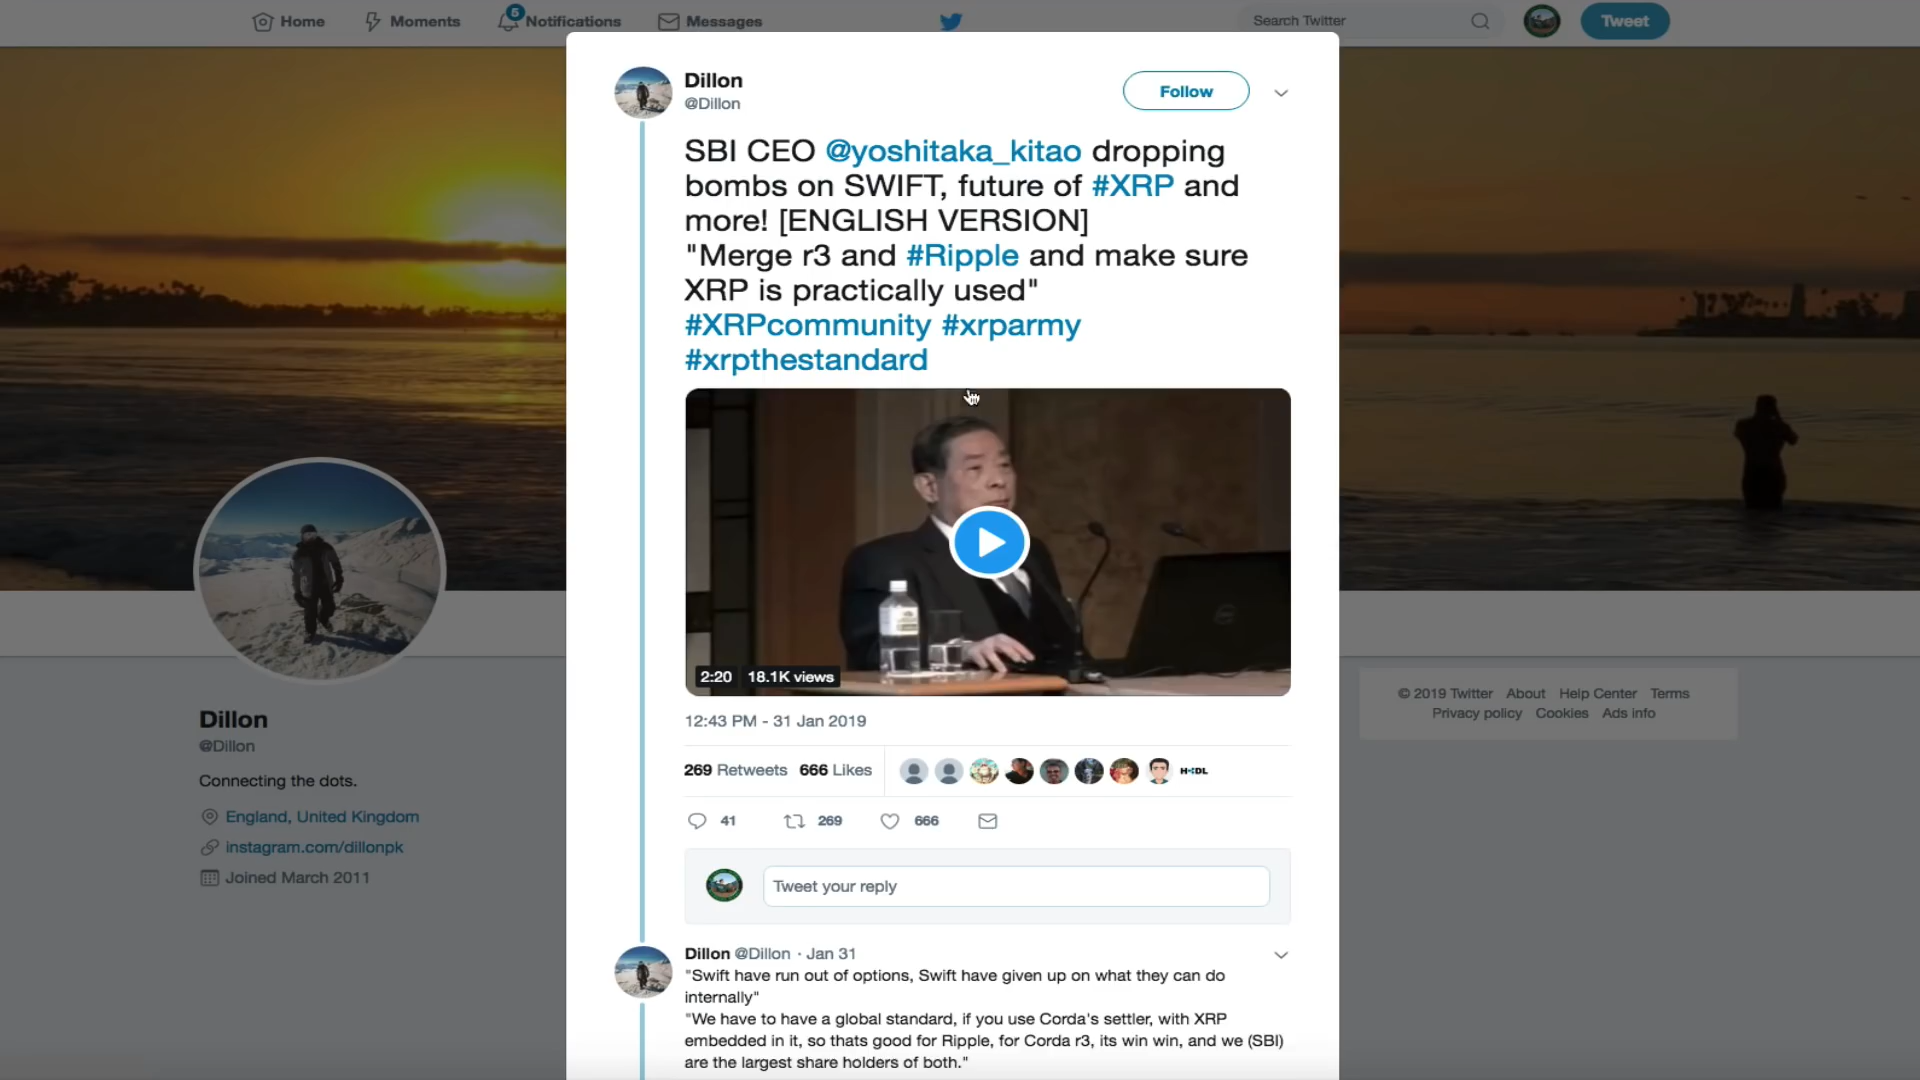 Home
Moments
5
Notifications
Messages
Search Twitter
Tweet
Dillon
@Dillon
Follow
SBI CEO @yoshitaka_kitao dropping
bombs on SWIFT, future of #XRP and
more! [ENGLISH VERSION]
"Merge r3 and #Ripple and make sure
XRP is practically used"
#XRPcommunity #xrparmy
#xrpthestandard
2:20 18.1K views
12:43 PM - 31 Jan 2019
269 Retweets 666 Likes
41
269
666
Tweet your reply
Dillon @Dillon · Jan 31
"Swift have run out of options, Swift have given up on what they can do
internally"
"We have to have a global standard, if you use Corda's settler, with XRP
embedded in it, so thats good for Ripple, for Corda r3, its win win, and we (SBI)
are the largest share holders of both."
Dillon
@Dillon
Connecting the dots.
England, United Kingdom
instagram.com/dillonpk
Joined March 2011
© 2019 Twitter About Help Center Terms
Privacy policy Cookies Ads info